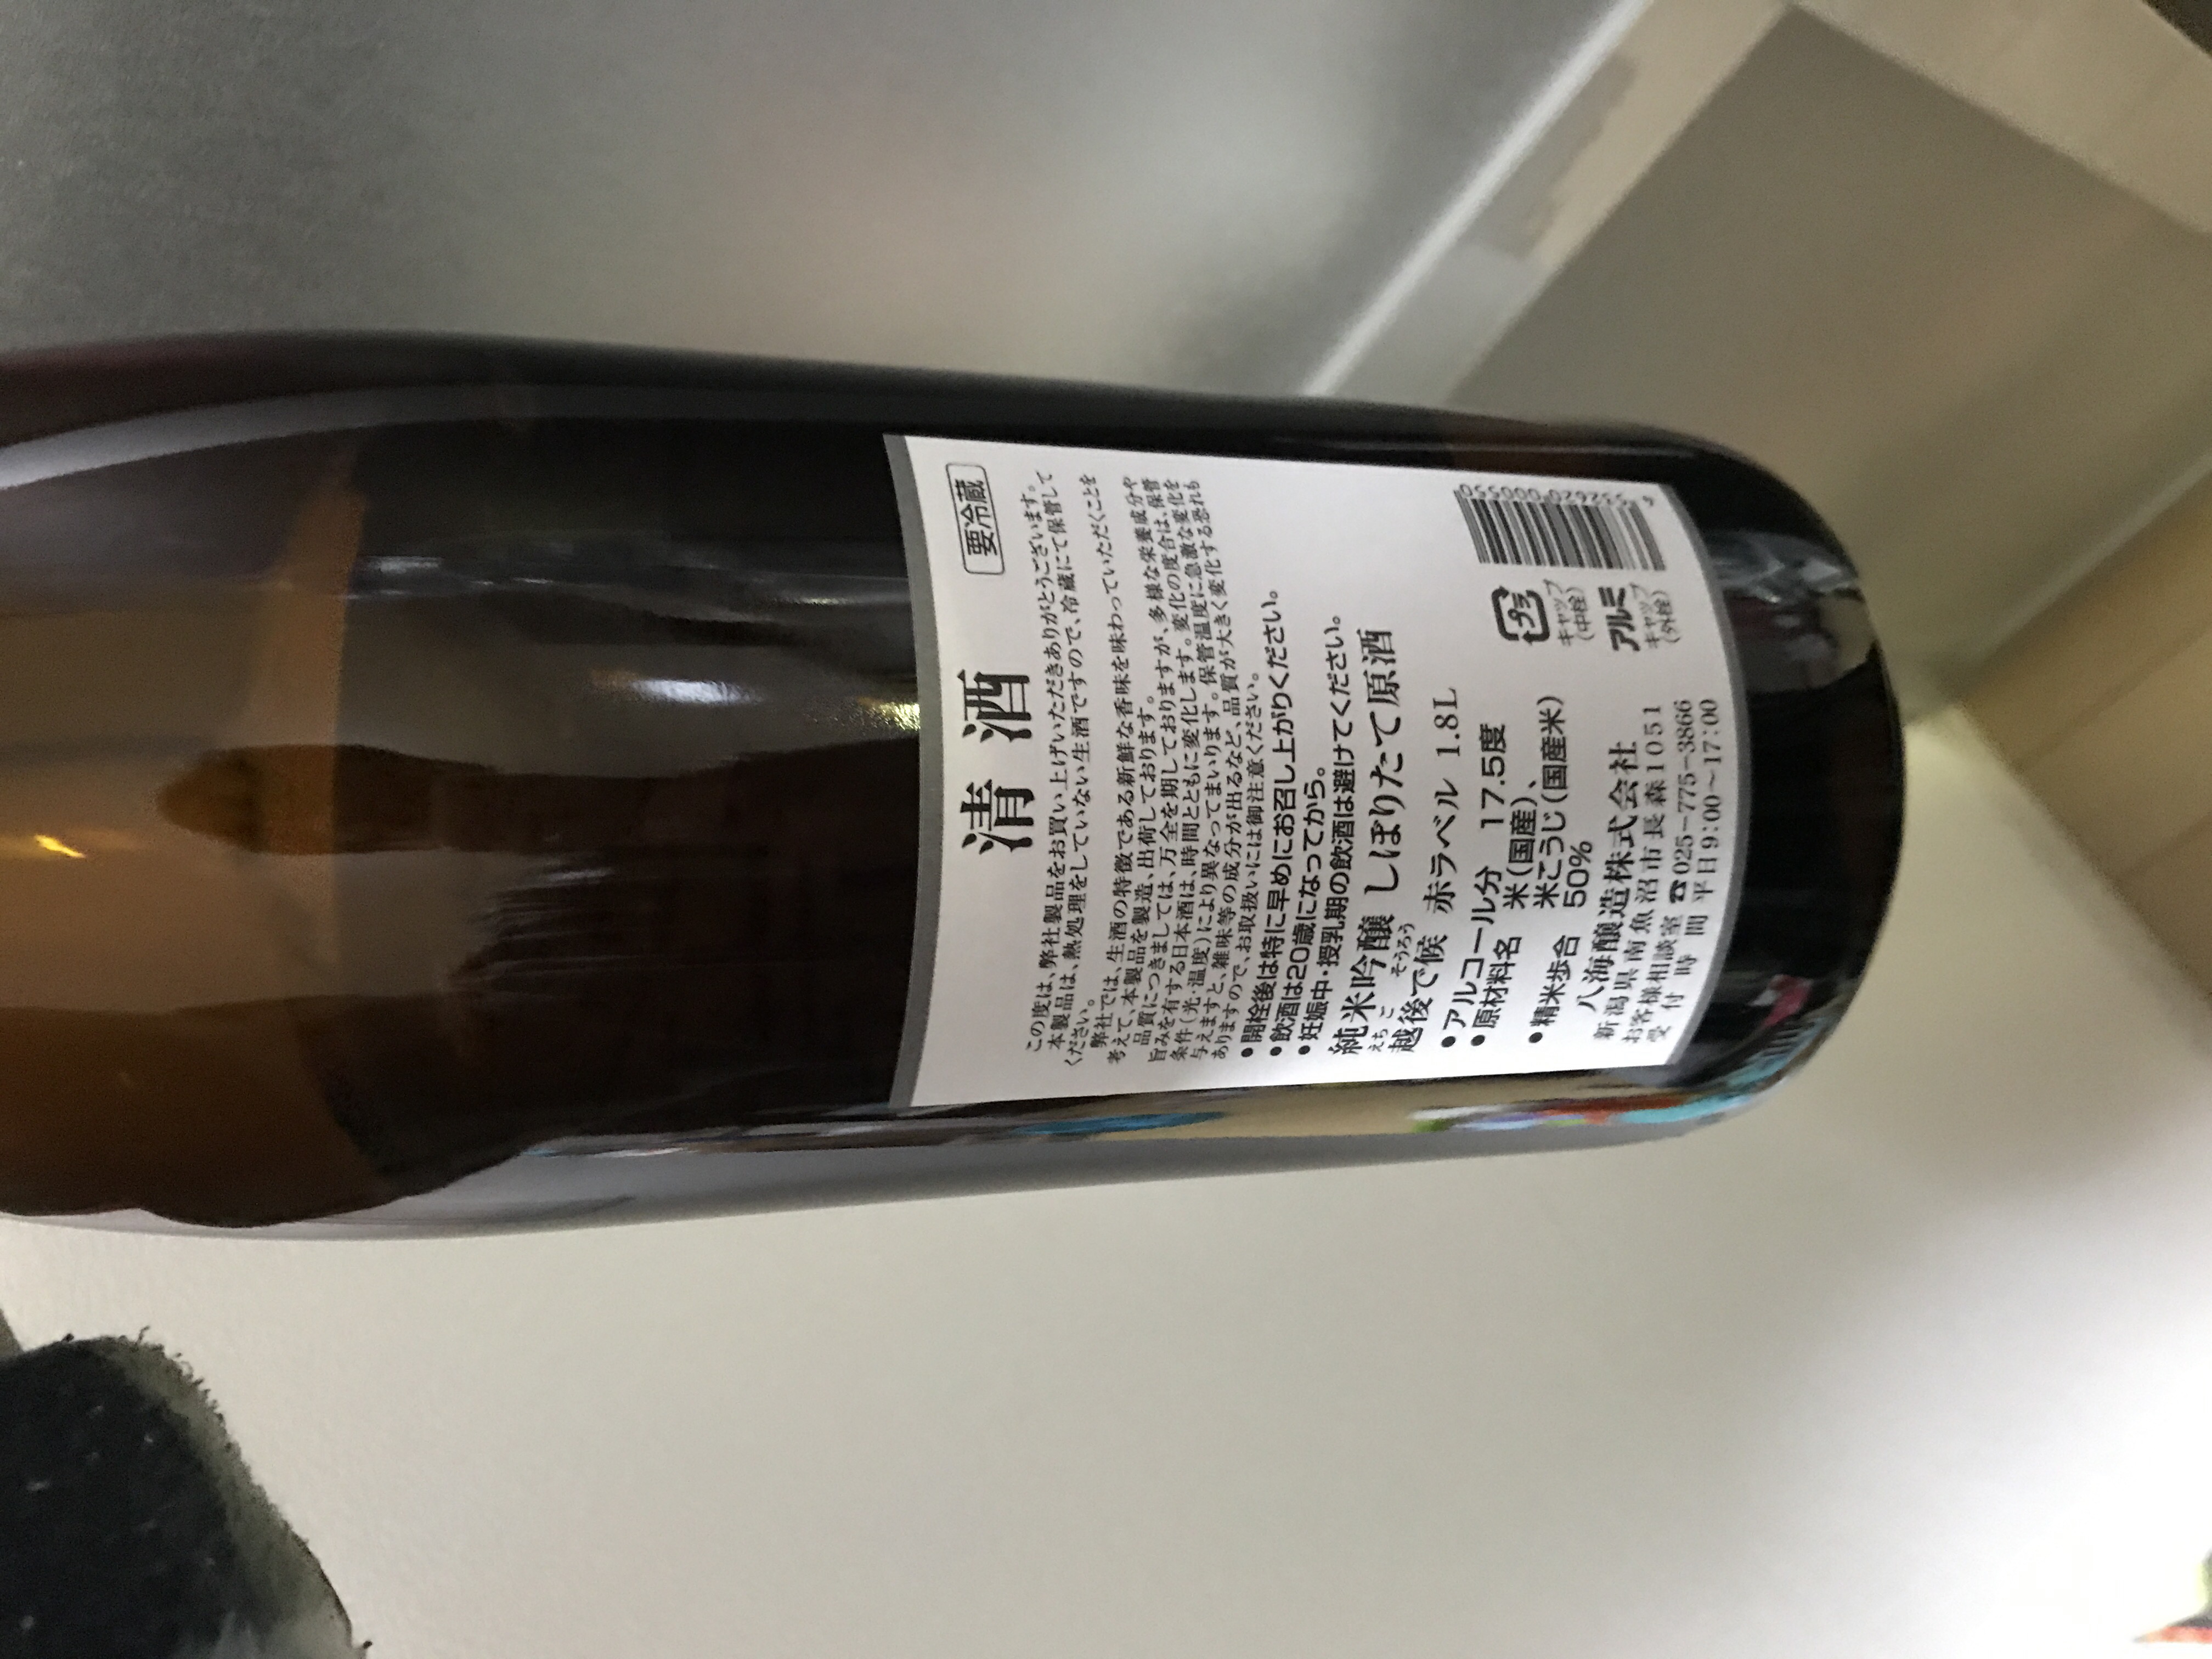 清酒
要冷蔵
この度は、弊社製品をお買い上げいただきありがとうございます。
本製品は、熱処理をしていない生酒ですので、冷蔵にて保管して
ください。
弊社では、生酒の特徴である新鮮な香味を味わっていただくことを
考えて、本製品を製造、出荷しております。
品質につきましては、万全を期しておりますが、多様な栄養成分や
旨みを有する日本酒は、時間とともに変化します。変化の度合は、保管
条件(光・温度)により異なってまいります。保管温度に急激な変化を
与えますと、雑味等の成分が出るなど、品質が大きく変化する恐れも
ありますので、お取扱いには御注意ください。
●開栓後は特に早めにお召し上がりください。
●飲酒は20歳になってから。
●妊娠中・授乳期の飲酒は避けてください。
純米吟醸 しぼりたて原酒
えちご そうろう
越後で候 赤ラベル 1.8L
●アルコール分 17.5度
●原材料名 米(国産)、
米こうじ(国産米)
●精米歩合 50%
八海醸造株式会社
新潟県南魚沼市長森1051
お客様相談室 ☎025-775-3866
受付時間 平日9:00~17:00
プラ
キャップ
(中栓)
アルミ
キャップ
(外栓)